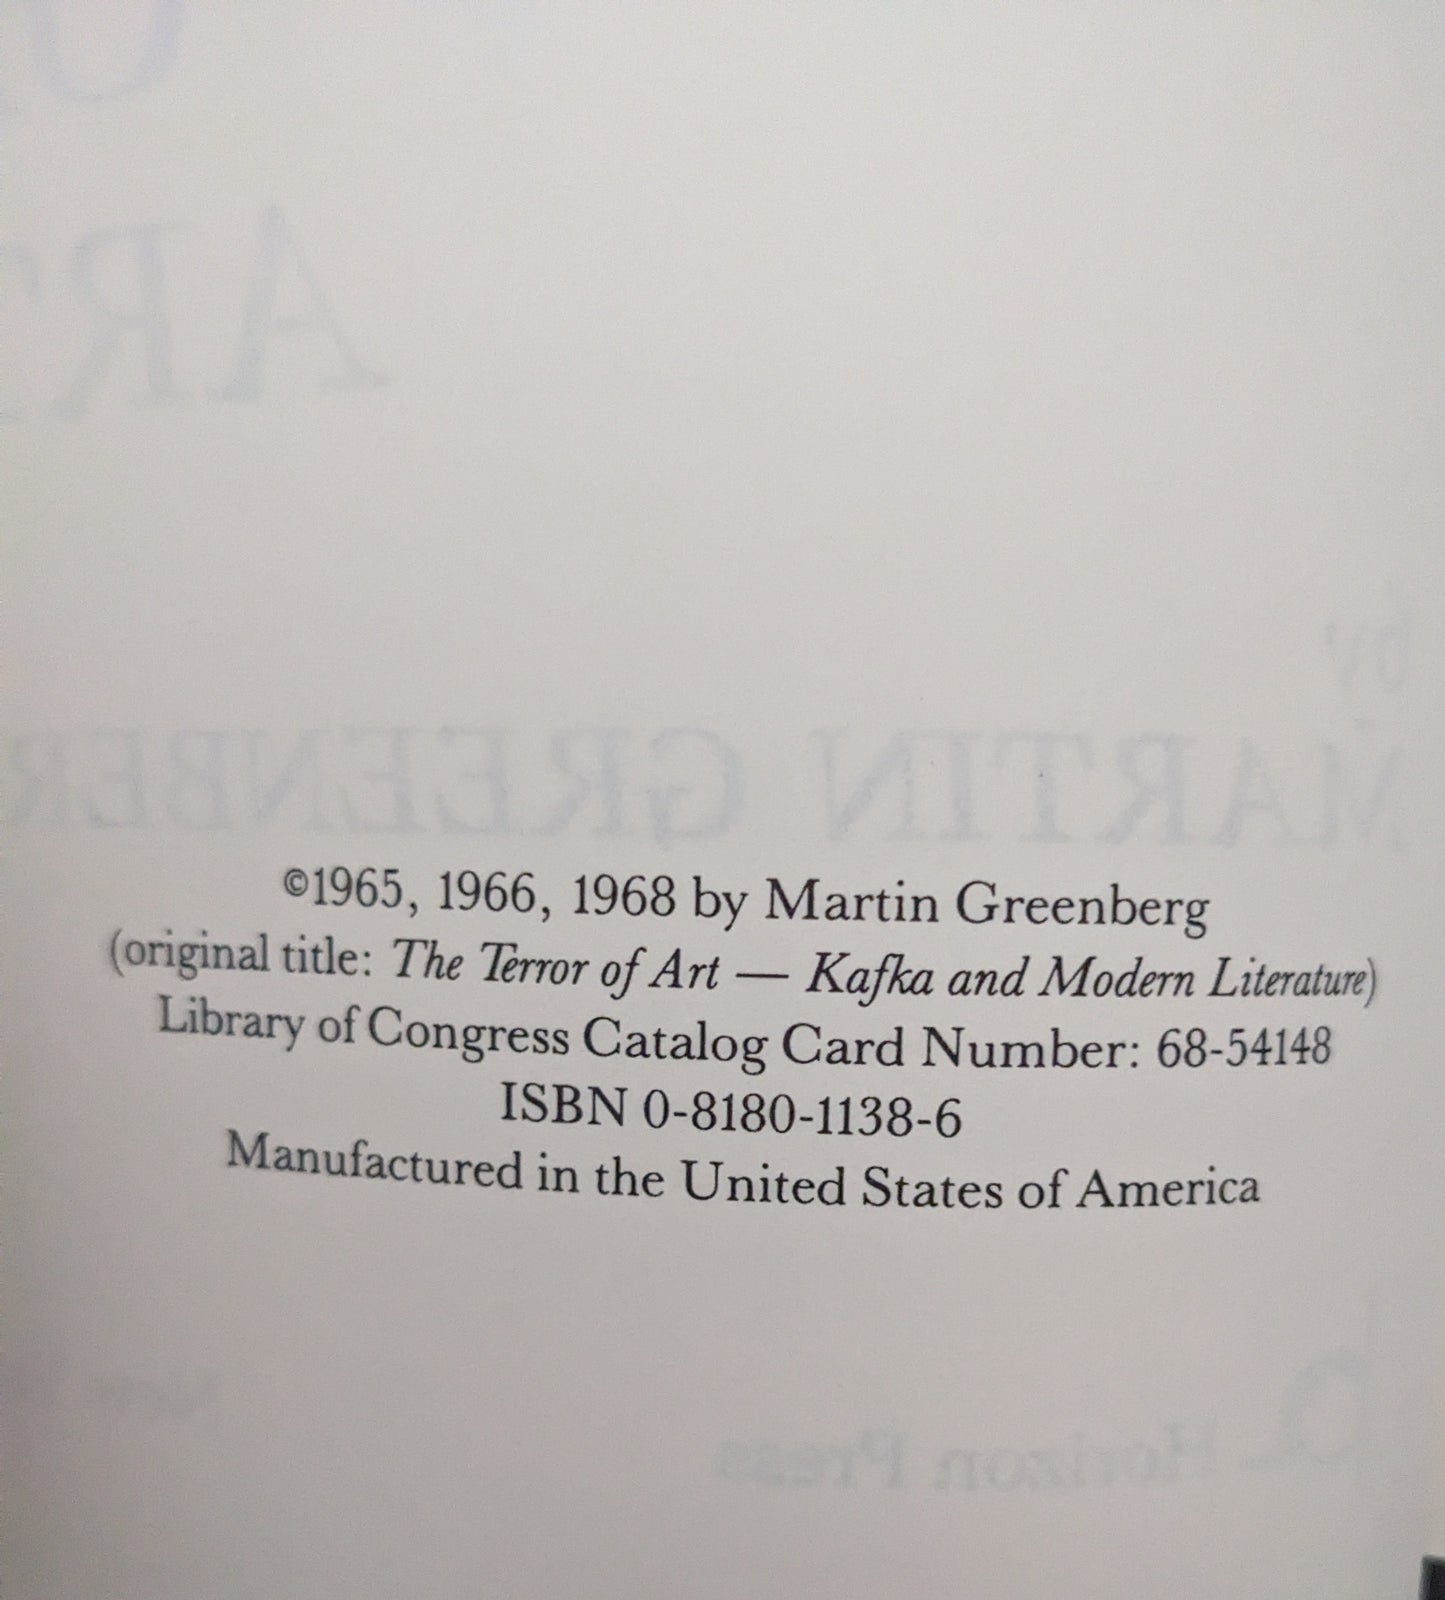 ©1965, 1966, 1968 by Martin Greenberg
(original title: The Terror of Art — Kafka and Modern Literature)
Library of Congress Catalog Card Number: 68-54148
ISBN 0-8180-1138-6
Manufactured in the United States of America